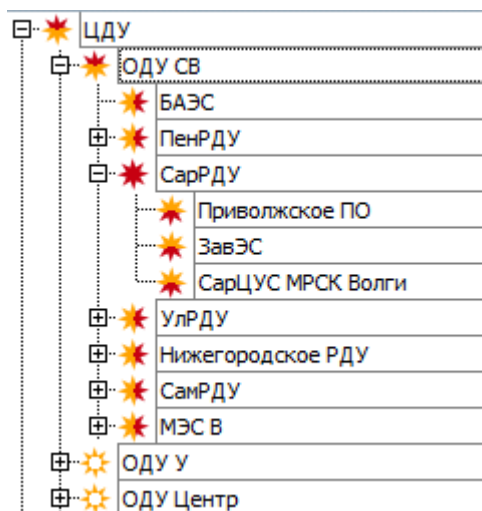 ЦДУ
ОДУ СВ
БАЭС
ПенРДУ
СарРДУ
Приволжское ПО
ЗавЭС
СарЦУС МРСК Волги
УлРДУ
Нижегородское РДУ
СамРДУ
МЭС В
ОДУ У
ОДУ Центр